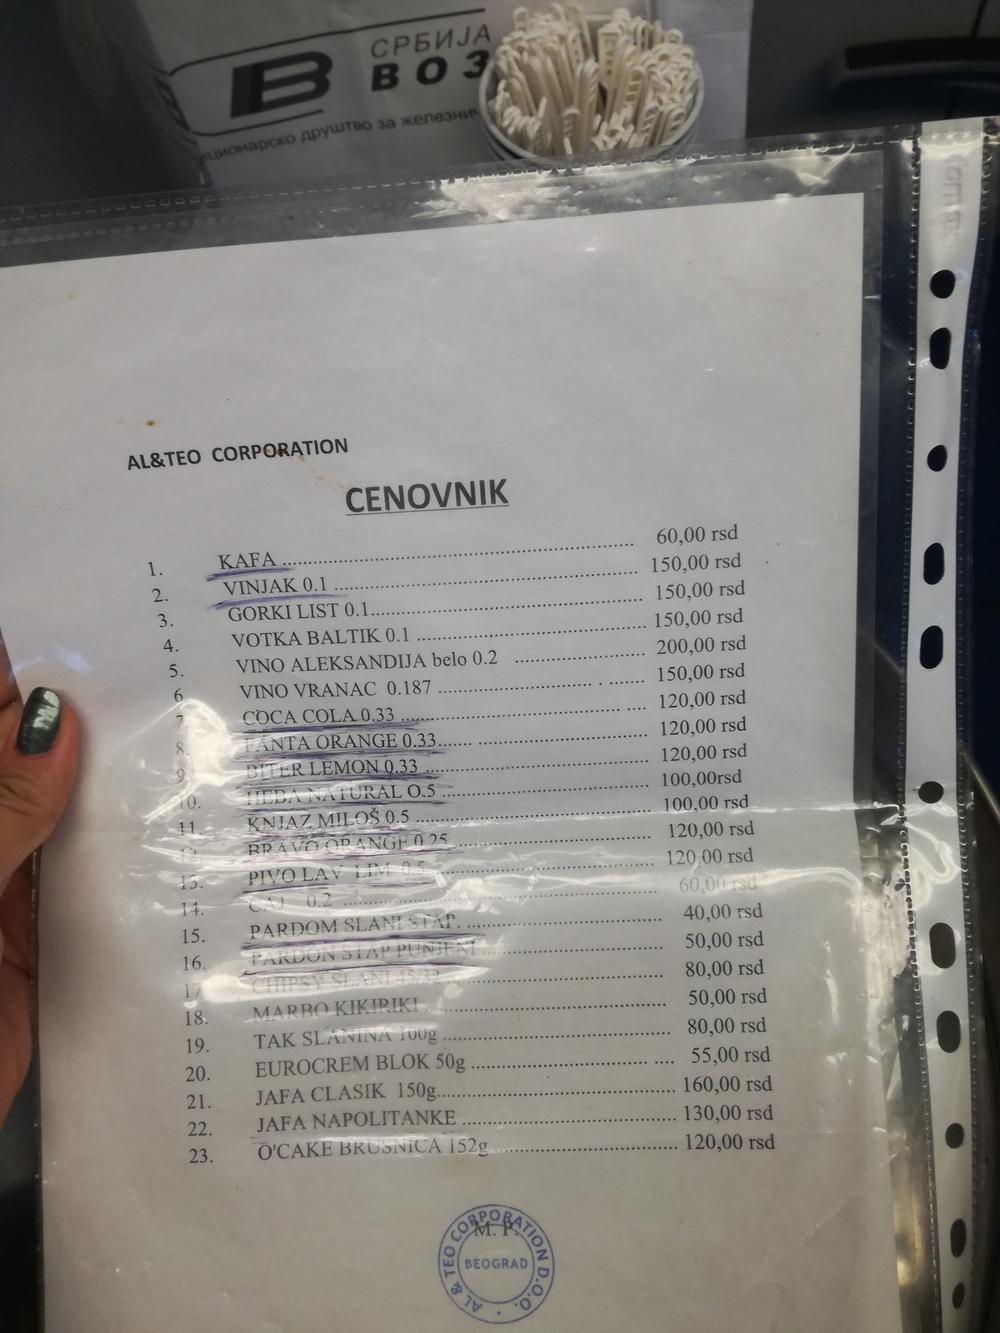 СРБИЈА
ВОЗ
кционарско друштво за железнич
AL&TEO CORPORATION
CENOVNIK
1. KAFA ........ 60,00 rsd
2. VINJAK 0.1 ........ 150,00 rsd
3. GORKI LIST 0.1 ........ 150,00 rsd
4. VOTKA BALTIK 0.1 ........ 150,00 rsd
5. VINO ALEKSANDIJA belo 0.2 ........ 200,00 rsd
6. VINO VRANAC 0.187 ........ 150,00 rsd
7. COCA COLA 0.33 ........ 120,00 rsd
8. FANTA ORANGE 0.33 ........ 120,00 rsd
9. BITER LEMON 0.33 ........ 120,00 rsd
10. HEBA NATURAL O.5 ........ 100,00rsd
11. KNJAZ MILOŠ 0.5 ........ 100,00 rsd
12. BRAVO ORANGE 0.25 ........ 120,00 rsd
13. PIVO LAV LIM 0.5 ........ 120,00 rsd
14. CAJ 0.2 ........ 60,00 rsd
15. PARDOM SLANI STAP ........ 40,00 rsd
16. PARDON STAP PUNJENI ........ 50,00 rsd
17 CHIPSY SLANI ........ 80,00 rsd
18. MARBO KIKIRIKI ........ 50,00 rsd
19. TAK SLANINA 100g ........ 80,00 rsd
20. EUROCREM BLOK 50g ........ 55,00 rsd
21. JAFA CLASIK 150g ........ 160,00 rsd
22. JAFA NAPOLITANKE ........ 130,00 rsd
23. O'CAKE BRUSNICA 152g ........ 120,00 rsd
M. P.
AL & TEO CORPORATION D.O.O.
BEOGRAD